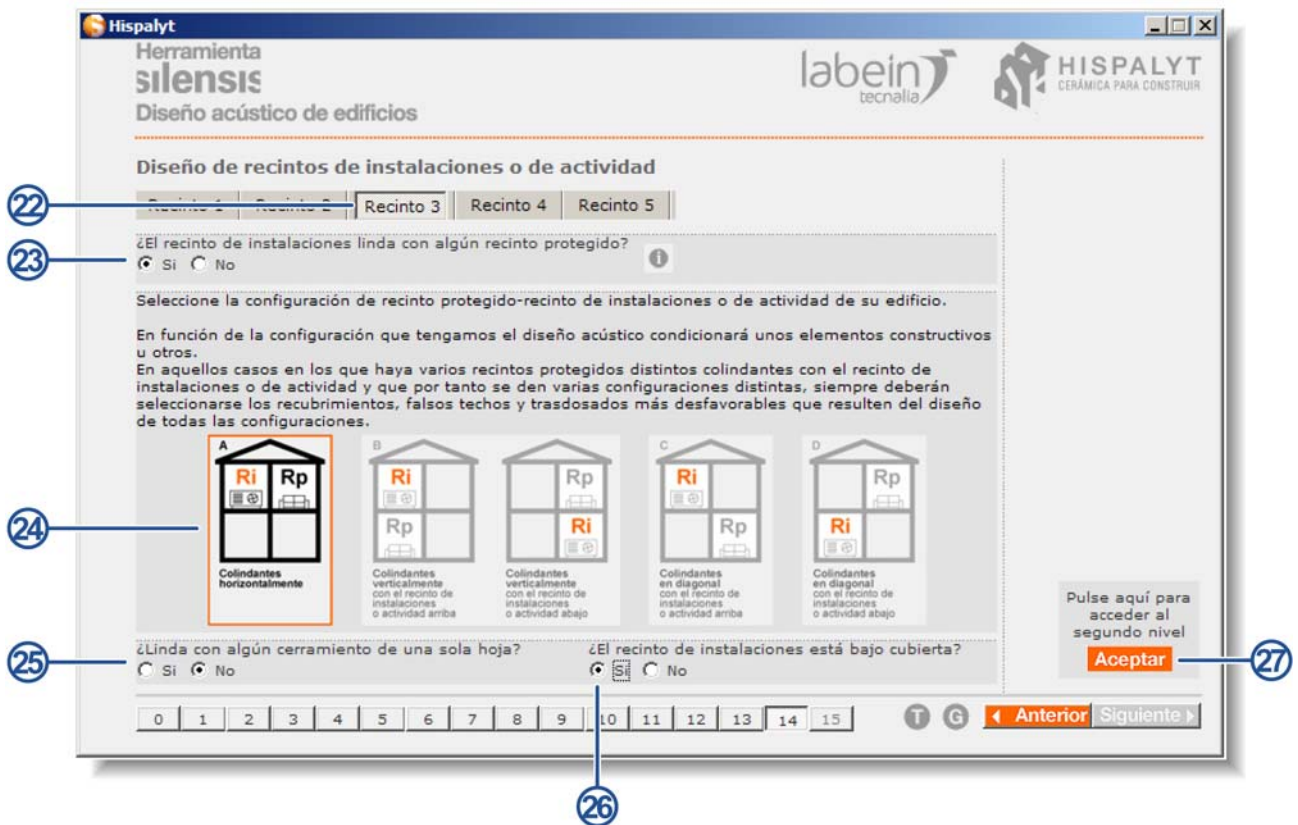 Hispalyt
Herramienta
silensis
Diseño acústico de edificios
labein
tecnalia
HISPALYT
CERÁMICA PARA CONSTRUIR
Diseño de recintos de instalaciones o de actividad
22
Recinto 1 Recinto 2 Recinto 3 Recinto 4 Recinto 5
¿El recinto de instalaciones linda con algún recinto protegido?
23
Si No
i
Seleccione la configuración de recinto protegido-recinto de instalaciones o de actividad de su edificio.
En función de la configuración que tengamos el diseño acústico condicionará unos elementos constructivos
u otros.
En aquellos casos en los que haya varios recintos protegidos distintos colindantes con el recinto de
instalaciones o de actividad y que por tanto se den varias configuraciones distintas, siempre deberán
seleccionarse los recubrimientos, falsos techos y trasdosados más desfavorables que resulten del diseño
de todas las configuraciones.
24
A
Ri Rp
Colindantes
horizontalmente
B
Ri
Rp
Colindantes
verticalmente
con el recinto de
instalaciones
o actividad arriba
Rp
Ri
Colindantes
verticalmente
con el recinto de
instalaciones
o actividad abajo
C
Ri
Rp
Colindantes
en diagonal
con el recinto de
instalaciones
o actividad arriba
D
Rp
Ri
Colindantes
en diagonal
con el recinto de
instalaciones
o actividad abajo
25
¿Linda con algún cerramiento de una sola hoja?
Si No
¿El recinto de instalaciones está bajo cubierta?
Si No
Pulse aquí para
acceder al
segundo nivel
Aceptar
27
0 1 2 3 4 5 6 7 8 9 10 11 12 13 14 15
T G Anterior Siguiente
26